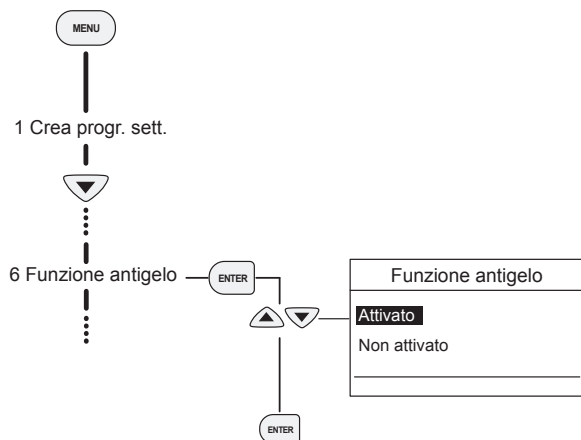 MENU
1 Crea progr. sett.
6 Funzione antigelo
ENTER
Funzione antigelo
Attivato
Non attivato
ENTER